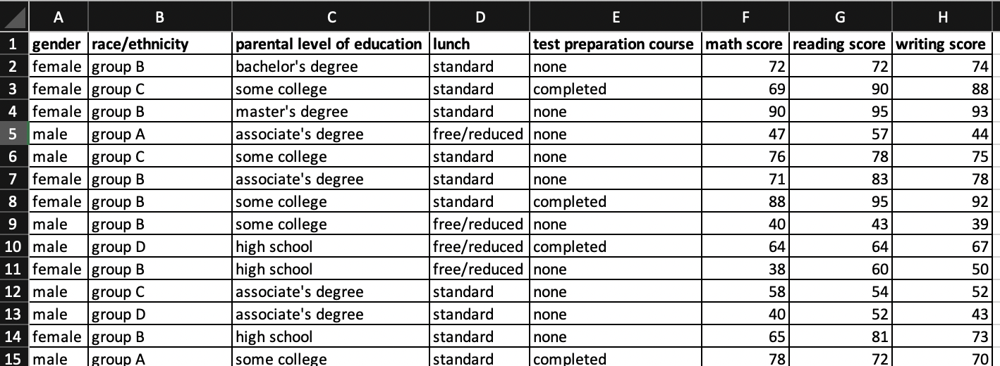 A B C D E F G H
1 gender race/ethnicity parental level of education lunch test preparation course math score reading score writing score
2 female group B bachelor's degree standard none 72 72 74
3 female group C some college standard completed 69 90 88
4 female group B master's degree standard none 90 95 93
5 male group A associate's degree free/reduced none 47 57 44
6 male group C some college standard none 76 78 75
7 female group B associate's degree standard none 71 83 78
8 female group B some college standard completed 88 95 92
9 male group B some college free/reduced none 40 43 39
10 male group D high school free/reduced completed 64 64 67
11 female group B high school free/reduced none 38 60 50
12 male group C associate's degree standard none 58 54 52
13 male group D associate's degree standard none 40 52 43
14 female group B high school standard none 65 81 73
15 male group A some college standard completed 78 72 70